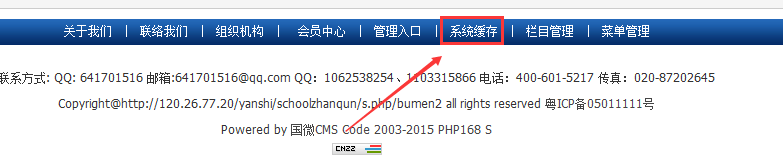 关于我们 | 联络我们 | 组织机构 | 会员中心 | 管理入口 | 系统缓存 | 栏目管理 | 菜单管理
联系方式: QQ: 641701516 邮箱:641701516@qq.com QQ：1062538254、1103315866 电话：400-601-5217 传真：020-87202645
Copyright@http://120.26.77.20/yanshi/schoolzhanqun/s.php/bumen2 all rights reserved 粤ICP备05011111号
Powered by 国微CMS Code 2003-2015 PHP168 S
CNZZ